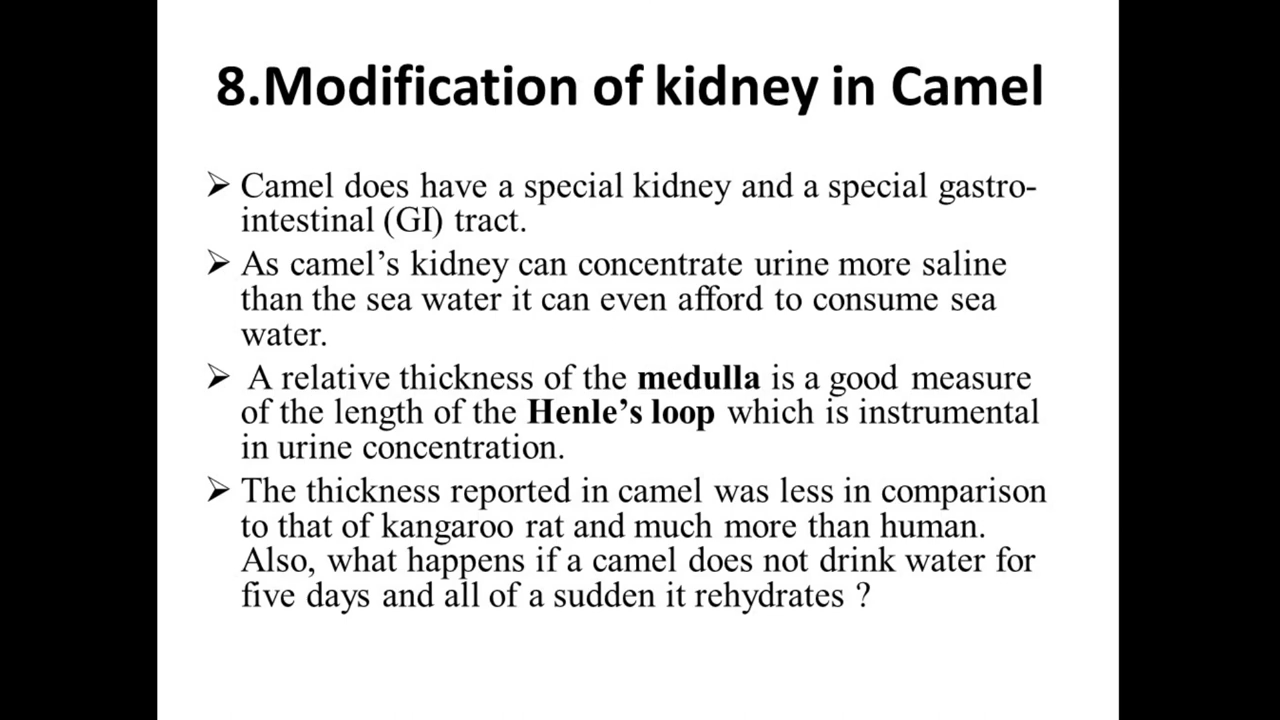 8.Modification of kidney in Camel
➢ Camel does have a special kidney and a special gastro-
intestinal (GI) tract.
➢ As camel’s kidney can concentrate urine more saline
than the sea water it can even afford to consume sea
water.
➢ A relative thickness of the medulla is a good measure
of the length of the Henle’s loop which is instrumental
in urine concentration.
➢ The thickness reported in camel was less in comparison
to that of kangaroo rat and much more than human.
Also, what happens if a camel does not drink water for
five days and all of a sudden it rehydrates ?